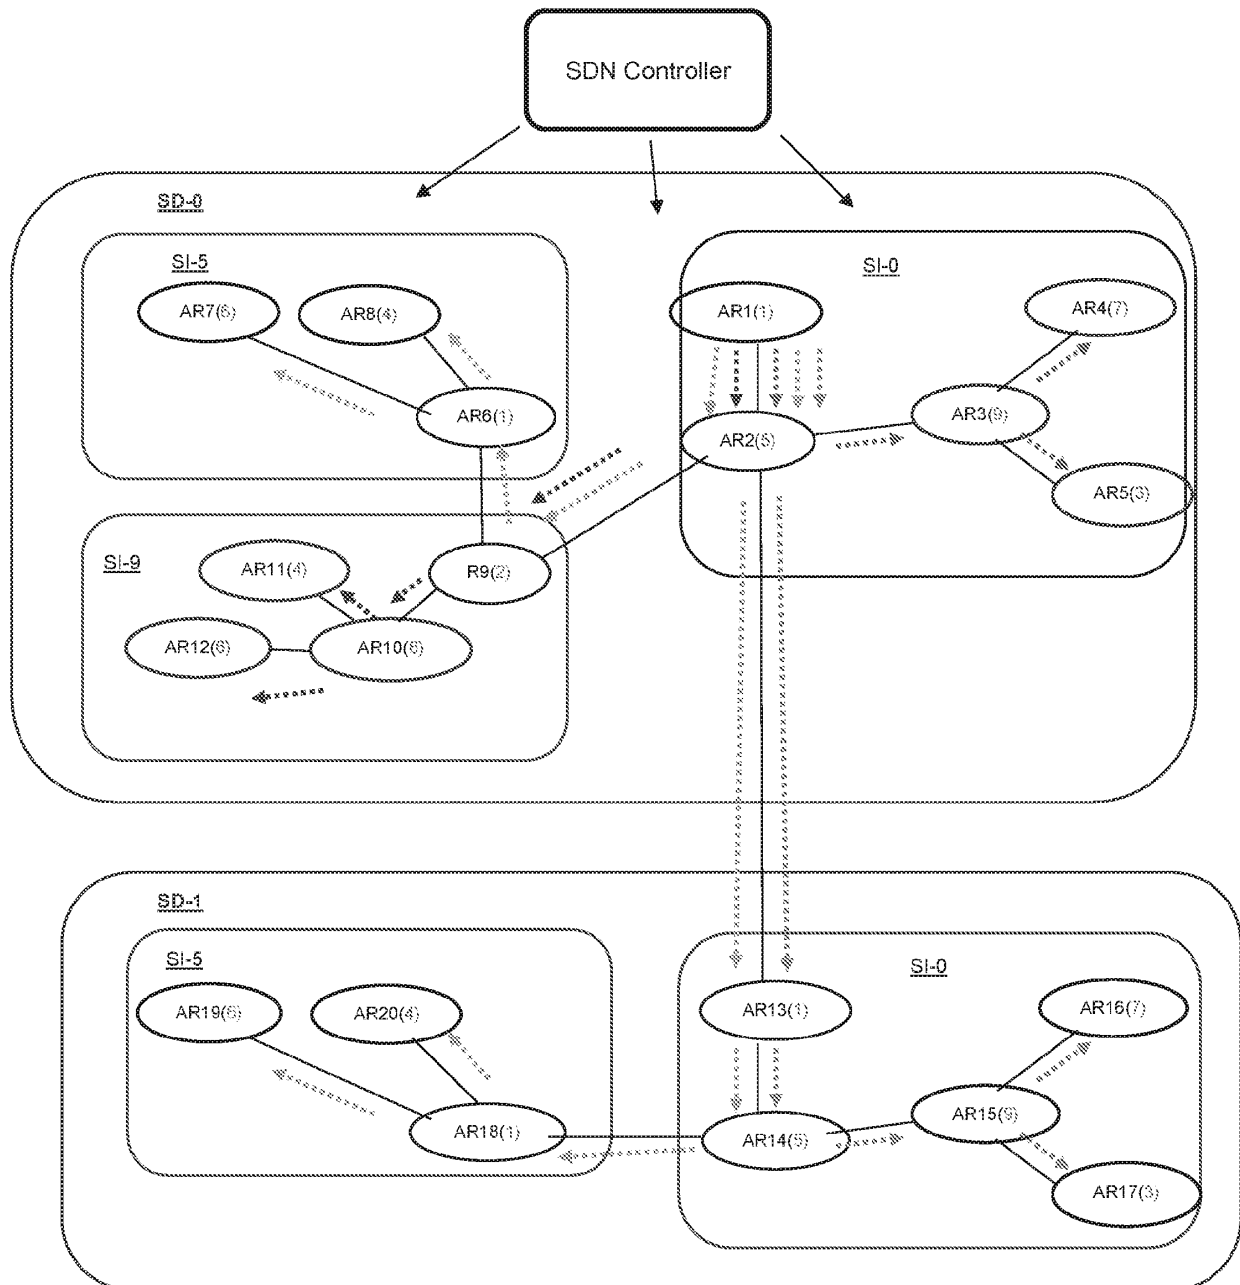 SDN Controller
SD-0
SI-5
SI-0
AR7(6)
AR8(4)
AR1(1)
AR4(7)
AR6(1)
AR2(5)
AR3(9)
AR5(3)
SI-9
AR11(4)
R9(2)
AR12(6)
AR10(6)
SD-1
SI-5
SI-0
AR19(6)
AR20(4)
AR13(1)
AR16(7)
AR18(1)
AR14(5)
AR15(9)
AR17(3)